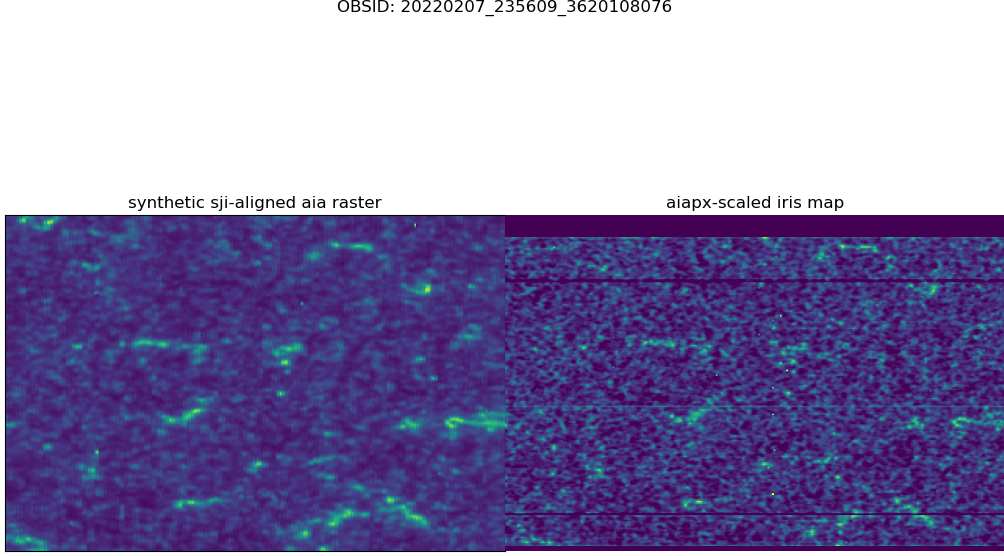 OBSID: 20220207_235609_3620108076
synthetic sji-aligned aia raster
aiapx-scaled iris map